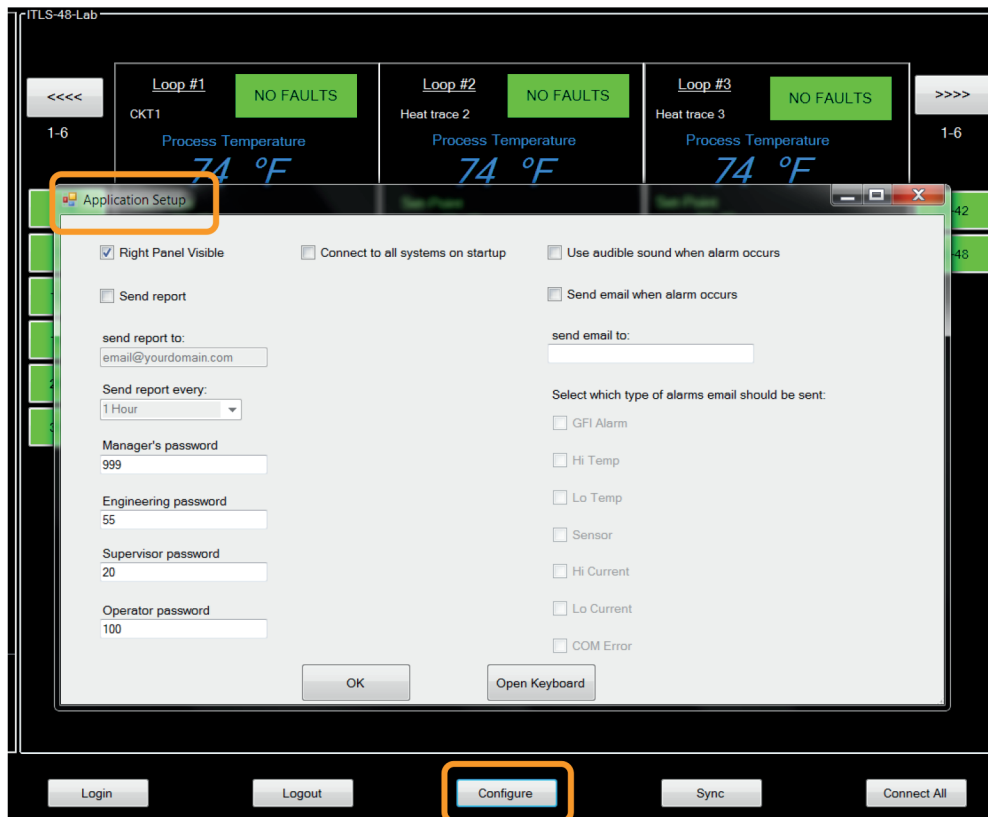 ITLS-48-Lab
<<<<
1-6
Loop #1
NO FAULTS
CKT1
Process Temperature
74 °F
Loop #2
NO FAULTS
Heat trace 2
Process Temperature
74 °F
Loop #3
NO FAULTS
Heat trace 3
Process Temperature
74 °F
>>>>
1-6
Application Setup
Set-Point
Set-Point
-42
-48
Right Panel Visible
Connect to all systems on startup
Use audible sound when alarm occurs
Send report
Send email when alarm occurs
send report to:
email@yourdomain.com
send email to:
Send report every:
1 Hour
Select which type of alarms email should be sent:
GFI Alarm
Manager's password
999
Hi Temp
Engineering password
55
Lo Temp
Sensor
Supervisor password
20
Hi Current
Operator password
100
Lo Current
COM Error
OK
Open Keyboard
Login
Logout
Configure
Sync
Connect All